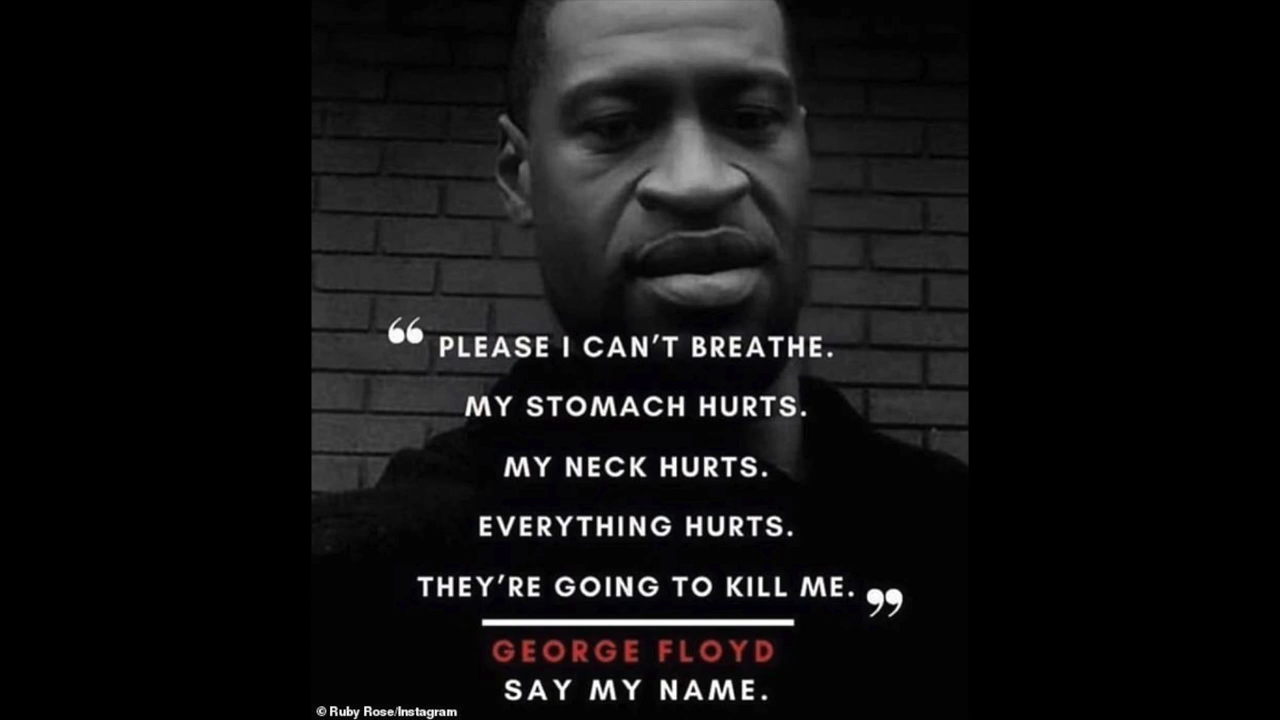 “ PLEASE I CAN’T BREATHE.
MY STOMACH HURTS.
MY NECK HURTS.
EVERYTHING HURTS.
THEY’RE GOING TO KILL ME. ”
GEORGE FLOYD
SAY MY NAME.
© Ruby Rose/Instagram